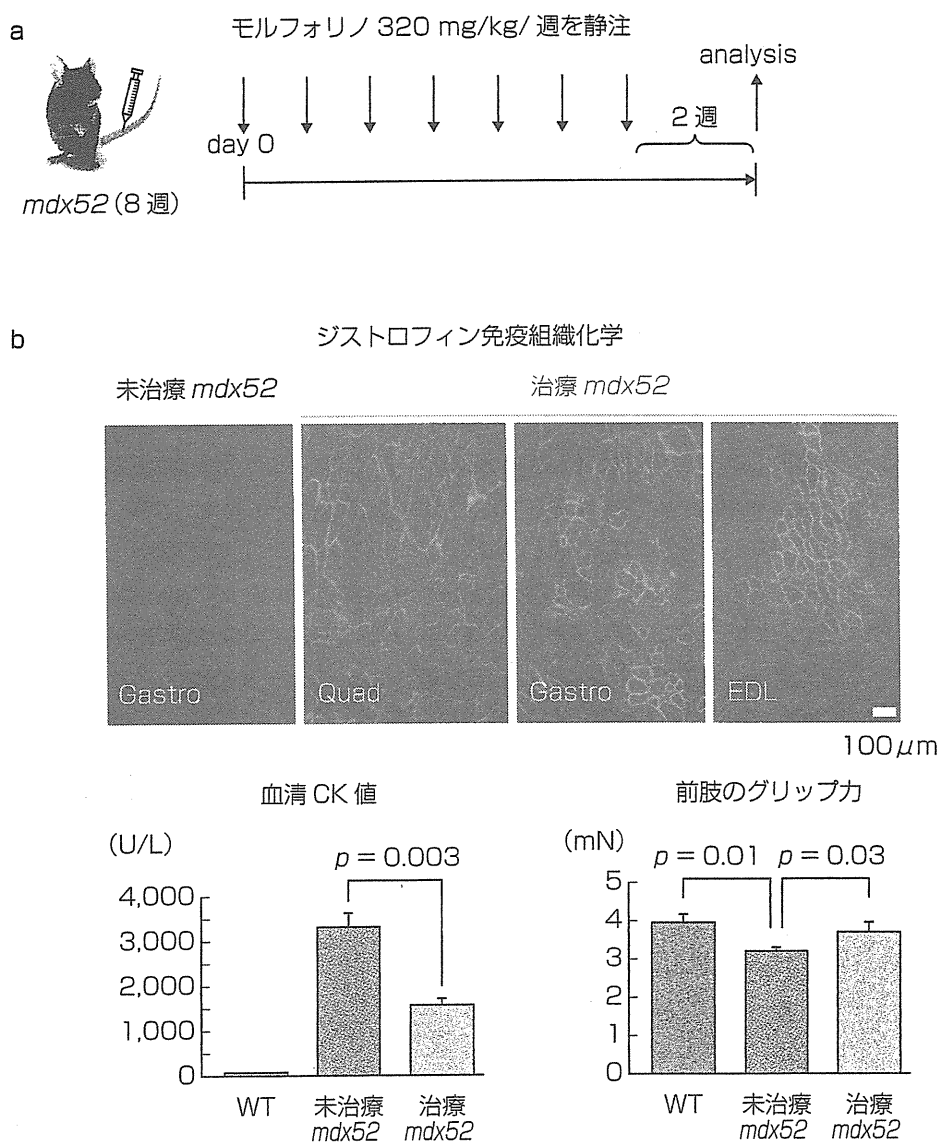 a
モルフォリノ 320 mg/kg/ 週を静注
analysis
2 週
day 0
mdx52 (8 週)
b
ジストロフィン免疫組織化学
未治療 mdx52
治療 mdx52
Gastro
Quad
Gastro
EDL
100 μm
血清 CK 値
(U/L)
p = 0.003
4,000
3,000
2,000
1,000
0
WT
未治療
mdx52
治療
mdx52
前肢のグリップ力
(mN)
p = 0.01
p = 0.03
5
4
3
2
1
0
WT
未治療
mdx52
治療
mdx52